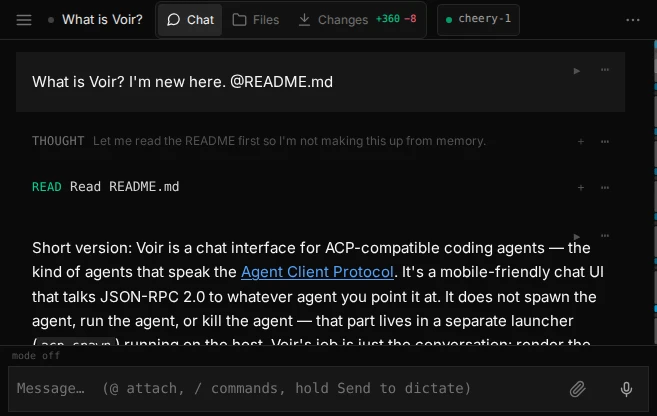 What is Voir? Chat Files Changes +360 −8 cheery-1
What is Voir? I'm new here. @README.md
THOUGHT Let me read the README first so I'm not making this up from memory.
READ Read README.md
Short version: Voir is a chat interface for ACP-compatible coding agents — the
kind of agents that speak the Agent Client Protocol. It's a mobile-friendly chat UI
that talks JSON-RPC 2.0 to whatever agent you point it at. It does not spawn the
agent, run the agent, or kill the agent — that part lives in a separate launcher
(acp-spawn) running on the host. Voir's job is just the conversation: render the
mode off
Message… (@ attach, / commands, hold Send to dictate)